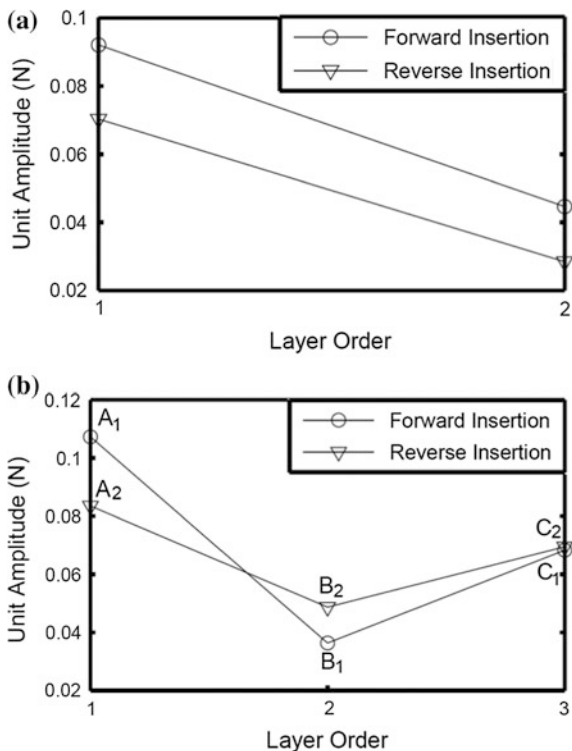 (a)
0.1
0.08
0.06
0.04
0.02
Unit Amplitude (N)
Forward Insertion
Reverse Insertion
1 2
Layer Order
(b)
0.12
0.1
0.08
0.06
0.04
0.02
Unit Amplitude (N)
Forward Insertion
Reverse Insertion
A1
A2
B2
B1
C2
C1
1 2 3
Layer Order